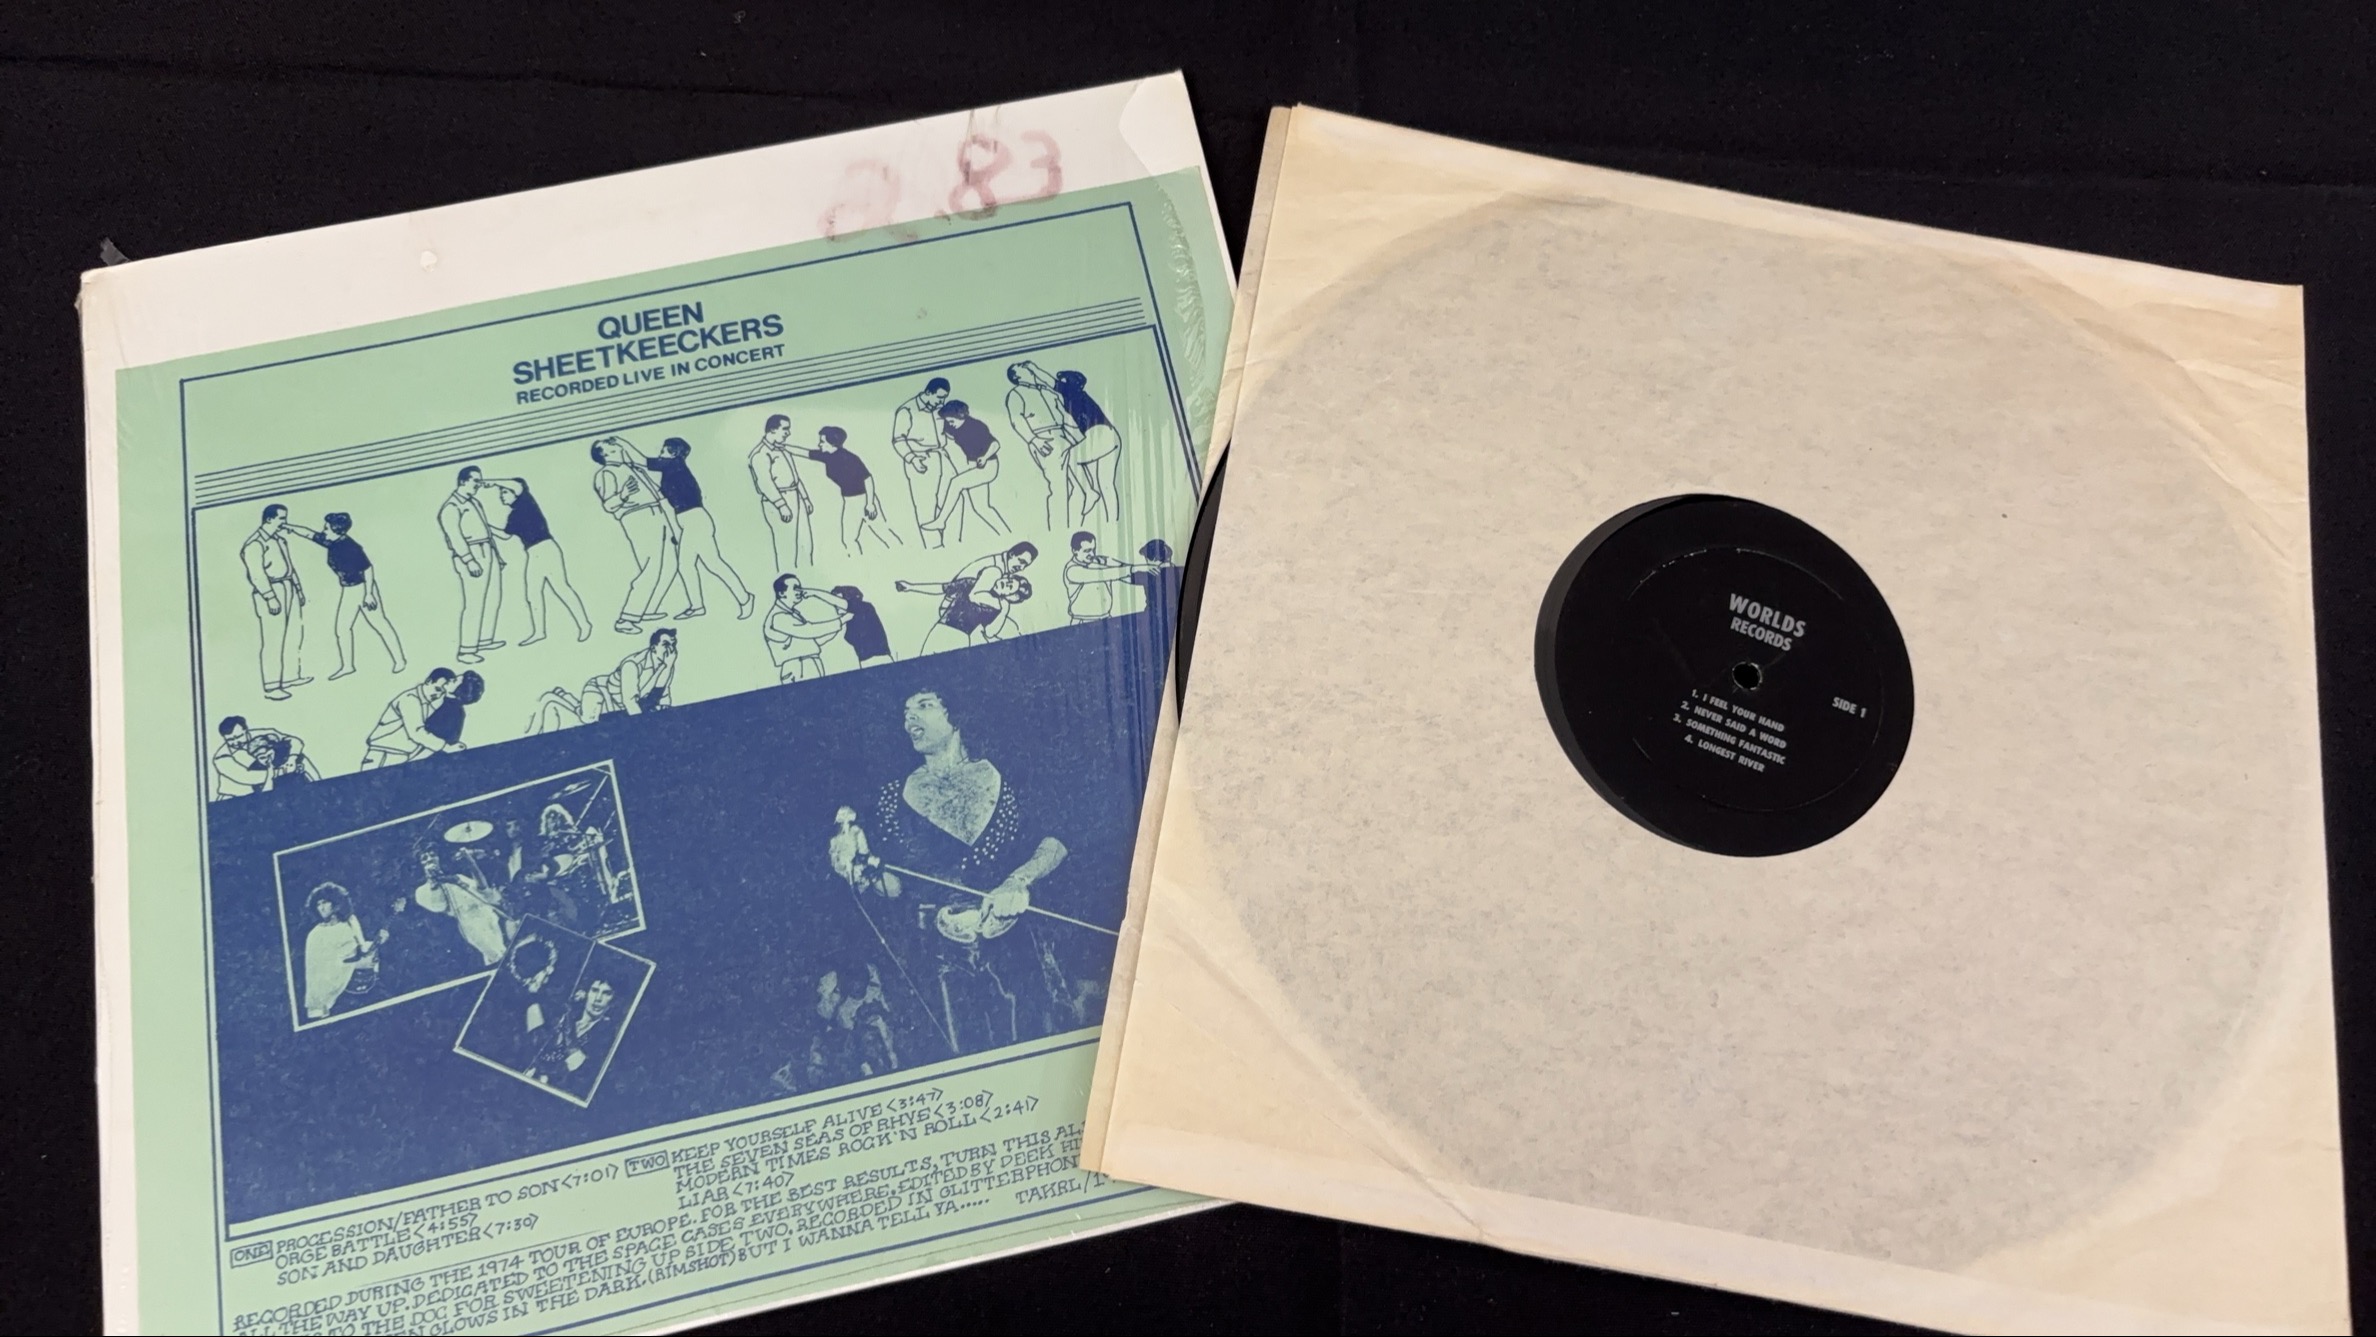 2.83
QUEEN
SHEETKEECKERS
RECORDED LIVE IN CONCERT
ONE PROCESSION/FATHER TO SON <7:01>
ORGE BATTLE <4:55>
SON AND DAUGHTER <7:30>
TWO KEEP YOURSELF ALIVE <3:47>
THE SEVEN SEAS OF RHYE <3:08>
MODERN TIMES ROCK'N ROLL <2:41>
LIAR <7:40>
RECORDED DURING THE 1974 TOUR OF EUROPE. FOR THE BEST RESULTS, TURN THIS
ALL THE WAY UP. DEDICATED TO THE SPACE CASES EVERYWHERE. EDITED BY DEEK
TO THE DOG FOR SWEETENING UP SIDE TWO. RECORDED IN
GLOWS IN THE DARK. (RIMSHOT) BUT I WANNA TELL YA..... TAKRL/
WORLDS
RECORDS
SIDE 1
1. I FEEL YOUR HAND
2. NEVER SAID A WORD
3. SOMETHING FANTASTIC
4. LONGEST RIVER